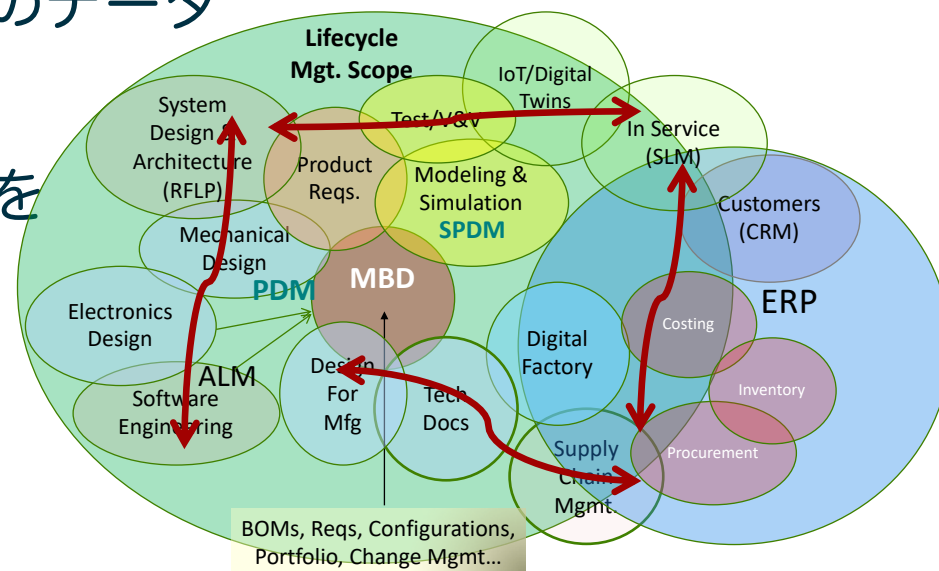 のデータ
を
Lifecycle
Mgt. Scope
IoT/Digital
Twins
System
Design &
Architecture
(RFLP)
Test/V&V
In Service
(SLM)
Product
Reqs.
Modeling &
Simulation
SPDM
Customers
(CRM)
Mechanical
Design
PDM
MBD
ERP
Electronics
Design
Costing
Digital
Factory
ALM
Software
Engineering
Design
For
Mfg
Tech
Docs
Inventory
Supply
Chain
Mgmt.
Procurement
BOMs, Reqs, Configurations,
Portfolio, Change Mgmt...